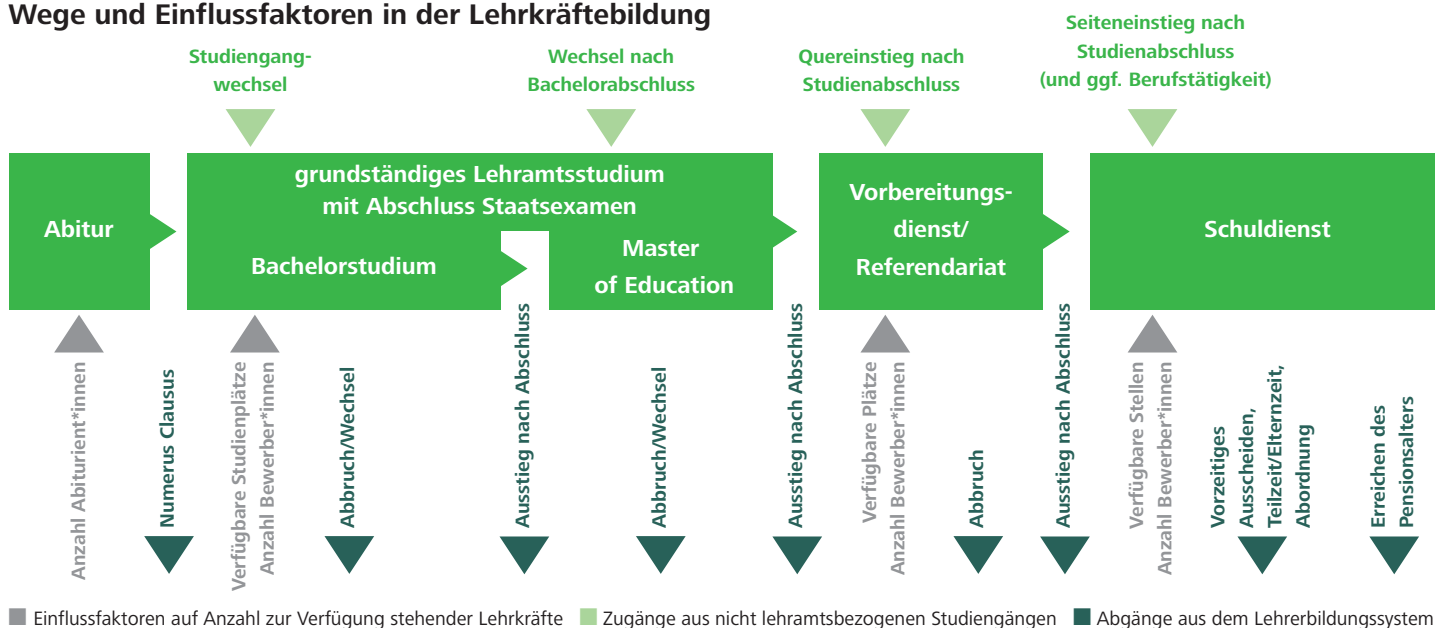 Wege und Einflussfaktoren in der Lehrkräftebildung
Studiengang-
wechsel
Wechsel nach
Bachelorabschluss
Quereinstieg nach
Studienabschluss
Seiteneinstieg nach
Studienabschluss
(und ggf. Berufstätigkeit)
Abitur
grundständiges Lehramtsstudium
mit Abschluss Staatsexamen
Bachelorstudium
Master
of Education
Vorbereitungs-
dienst/
Referendariat
Schuldienst
Anzahl Abiturient*innen
Numerus Clausus
Verfügbare Studienplätze
Anzahl Bewerber*innen
Abbruch/Wechsel
Ausstieg nach Abschluss
Abbruch/Wechsel
Ausstieg nach Abschluss
Verfügbare Plätze
Anzahl Bewerber*innen
Abbruch
Ausstieg nach Abschluss
Verfügbare Stellen
Anzahl Bewerber*innen
Vorzeitiges
Ausscheiden,
Teilzeit/Elternzeit,
Abordnung
Erreichen des
Pensionsalters
Einflussfaktoren auf Anzahl zur Verfügung stehender Lehrkräfte
Zugänge aus nicht lehramtsbezogenen Studiengängen
Abgänge aus dem Lehrerbildungssystem